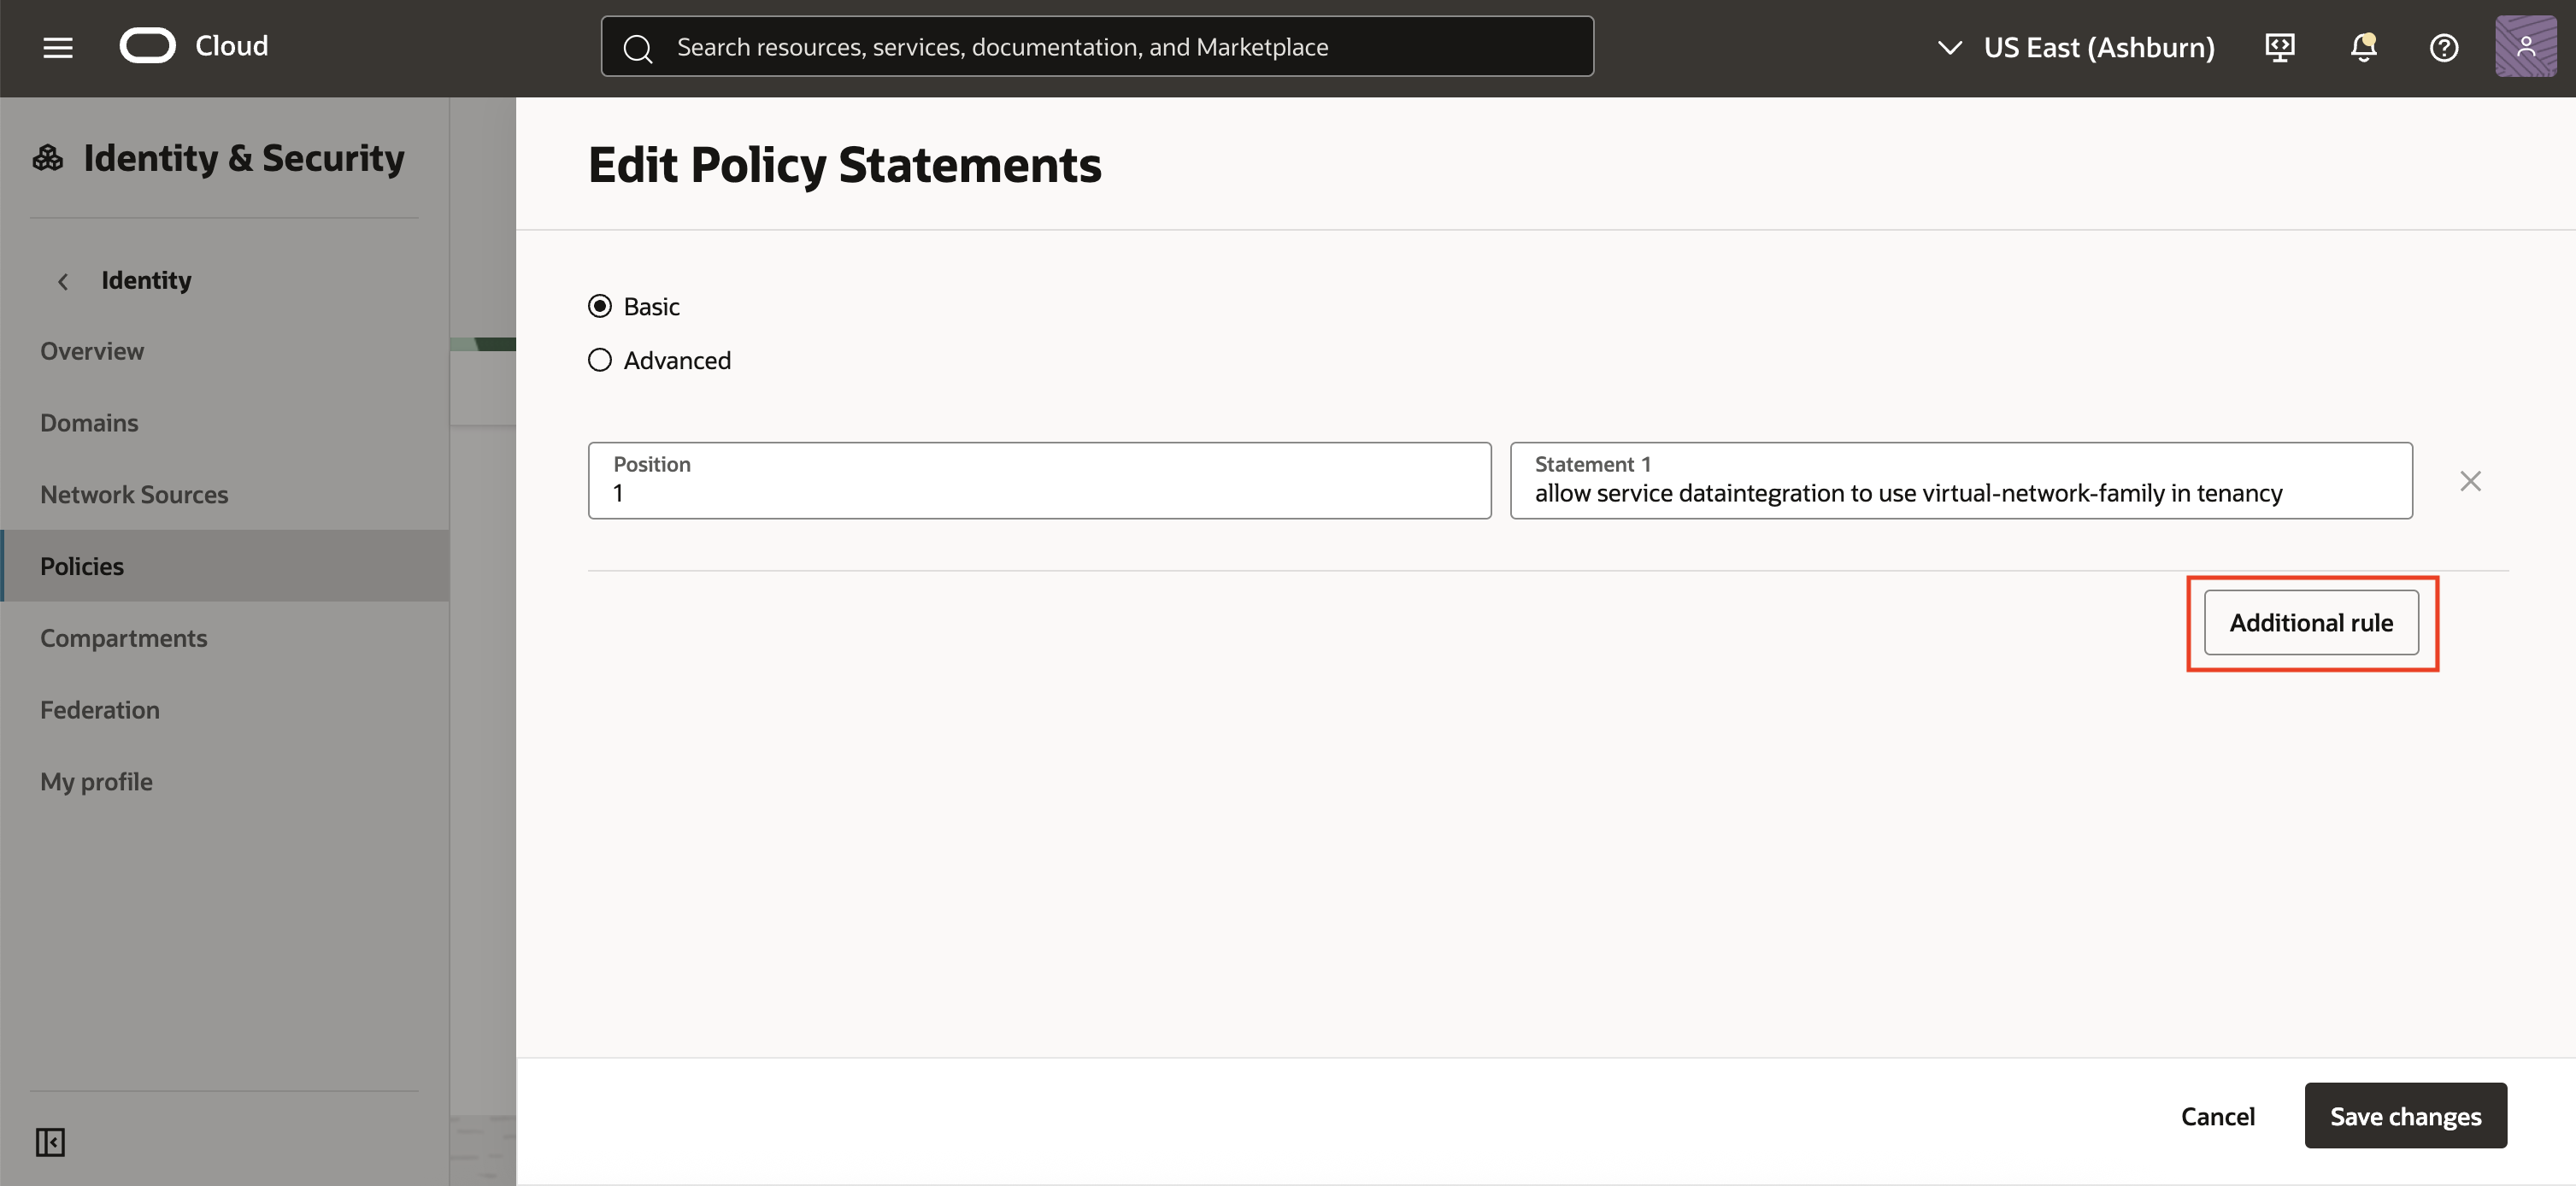 Cloud
Search resources, services, documentation, and Marketplace
US East (Ashburn)
Identity & Security
Identity
Overview
Domains
Network Sources
Policies
Compartments
Federation
My profile
Edit Policy Statements
Basic
Advanced
Position
1
Statement 1
allow service dataintegration to use virtual-network-family in tenancy
Additional rule
Cancel
Save changes